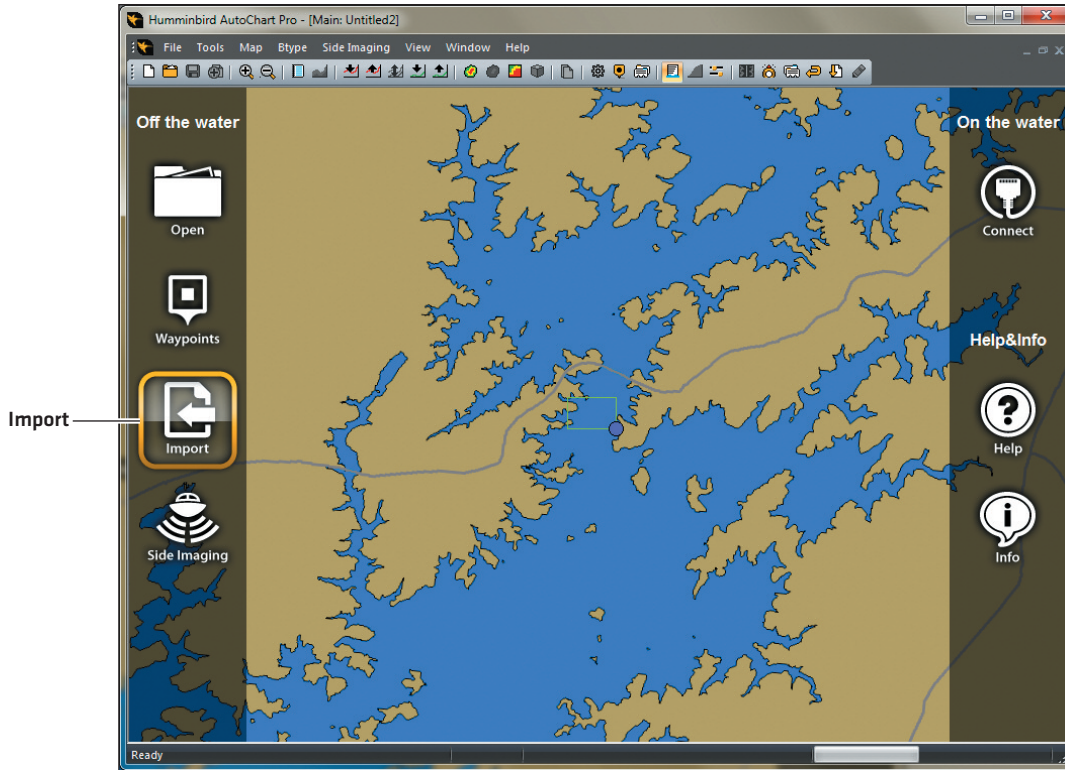 Humminbird AutoChart Pro - [Main: Untitled2]
File Tools Map Btype Side Imaging View Window Help
Off the water
On the water
Open
Connect
Waypoints
Help&Info
Import
Import
Help
Side Imaging
Info
Ready